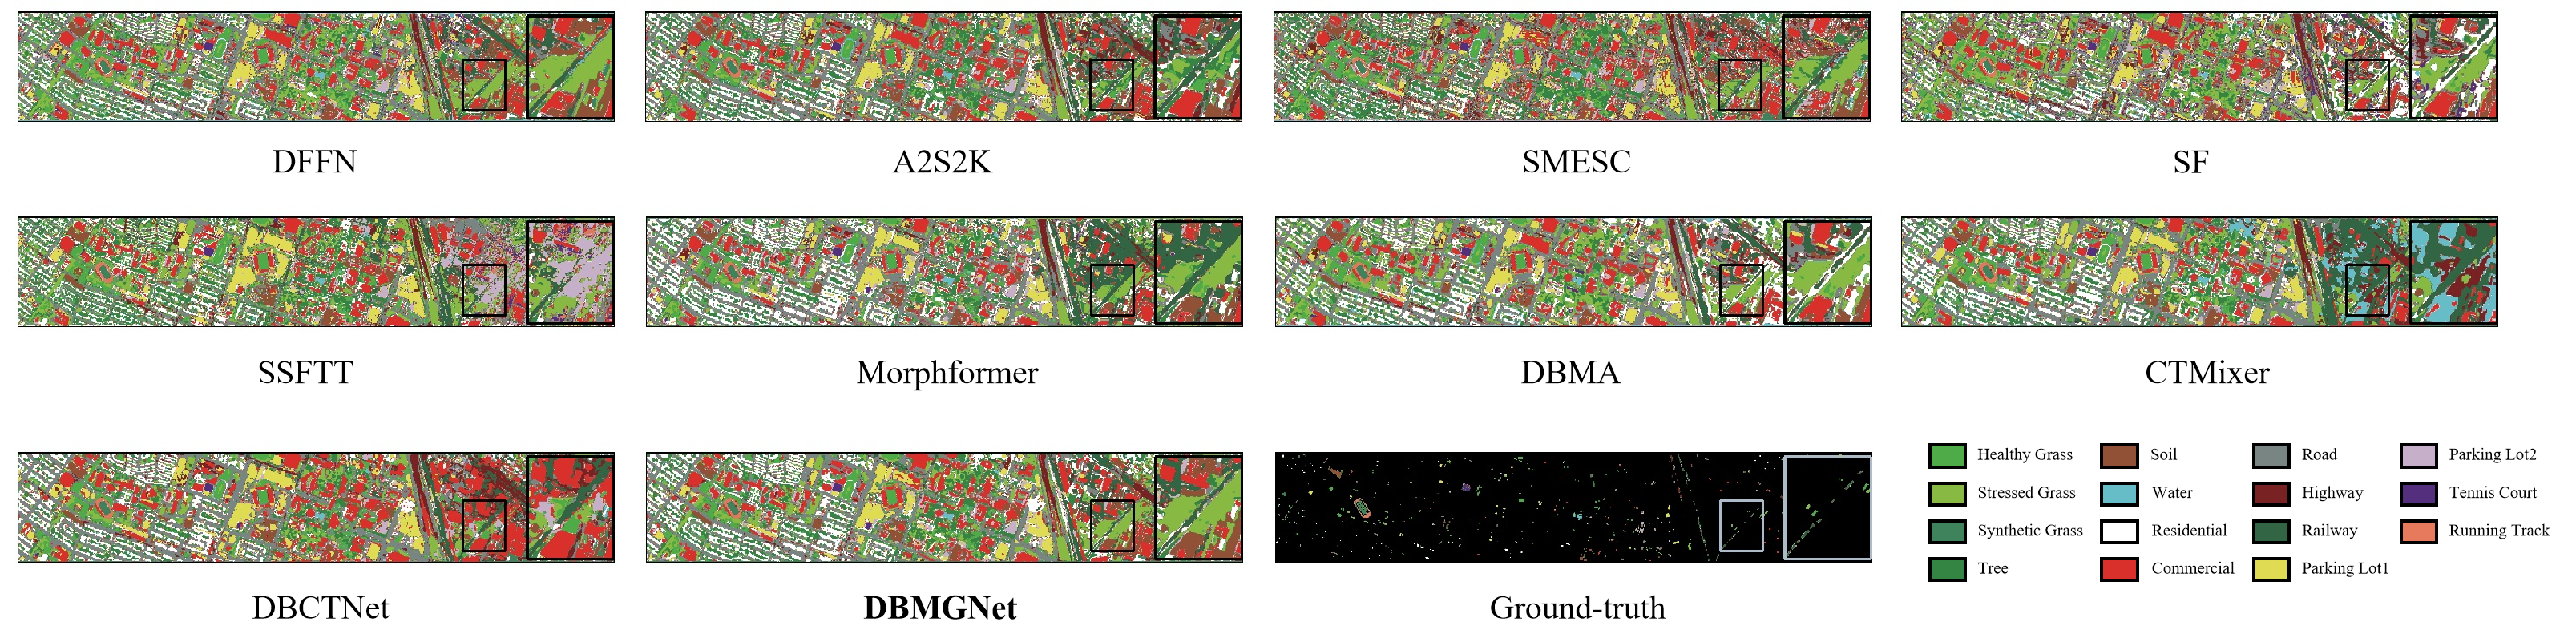 DFFN
A2S2K
SMESC
SF
SSFTT
Morphformer
DBMA
CTMixer
DBCTNet
DBMGNet
Ground-truth
Healthy Grass
Soil
Road
Parking Lot2
Stressed Grass
Water
Highway
Tennis Court
Synthetic Grass
Residential
Railway
Running Track
Tree
Commercial
Parking Lot1